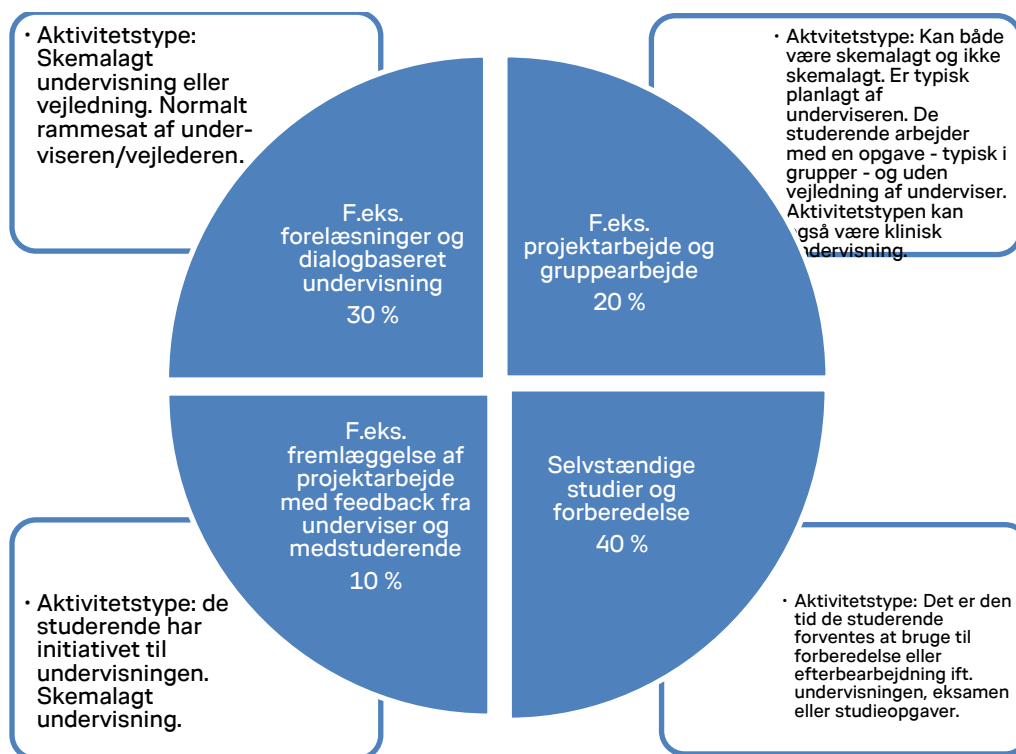 · Aktivitetstype:
Skemalagt
undervisning eller
vejledning. Normalt
rammesat af under-
viseren/vejlederen.
· Aktvitetstype: Kan både
være skemalagt og ikke
skemalagt. Er typisk
planlagt af
underviseren. De
studerende arbejder
med en opgave - typisk i
grupper - og uden
vejledning af underviser.
Aktivitetstypen kan
også være klinisk
undervisning.
F.eks.
forelæsninger og
dialogbaseret
undervisning
30 %
F.eks.
projektarbejde og
gruppearbejde
20 %
F.eks.
fremlæggelse af
projektarbejde
med feedback fra
underviser og
medstuderende
10 %
Selvstændige
studier og
forberedelse
40 %
· Aktivitetstype: de
studerende har
initiativet til
undervisningen.
Skemalagt
undervisning.
· Aktivitetstype: Det er den
tid de studerende
forventes at bruge til
forberedelse eller
efterbearbejdning ift.
undervisningen, eksamen
eller studieopgaver.